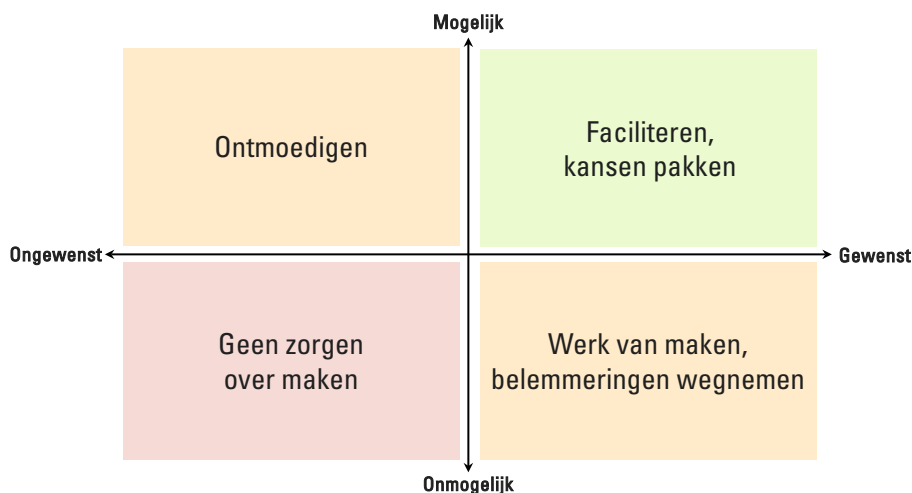 Mogelijk
Ontmoedigen
Faciliteren,
kansen pakken
Ongewenst
Gewenst
Geen zorgen
over maken
Werk van maken,
belemmeringen wegnemen
Onmogelijk